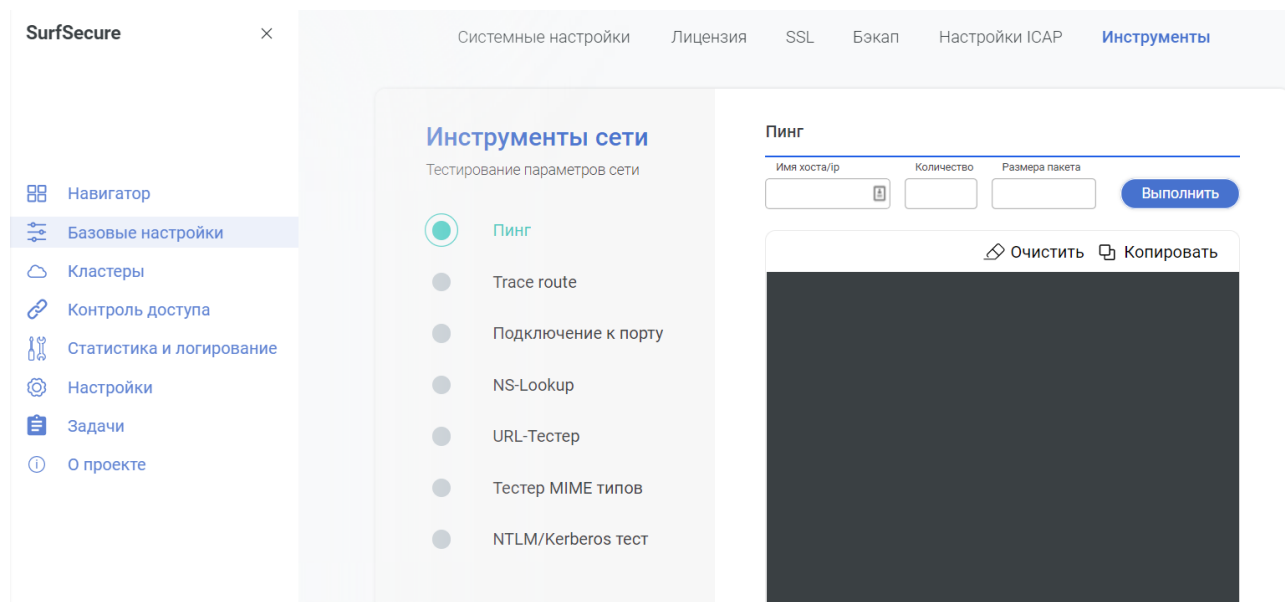 SurfSecure
Системные настройки Лицензия SSL Бэкап Настройки ICAP Инструменты
Навигатор
Базовые настройки
Кластеры
Контроль доступа
Статистика и логирование
Настройки
Задачи
О проекте
Инструменты сети
Тестирование параметров сети
Пинг
Trace route
Подключение к порту
NS-Lookup
URL-Тестер
Тестер MIME типов
NTLM/Kerberos тест
Пинг
Имя хоста/ip Количество Размера пакета
Выполнить
Очистить Копировать